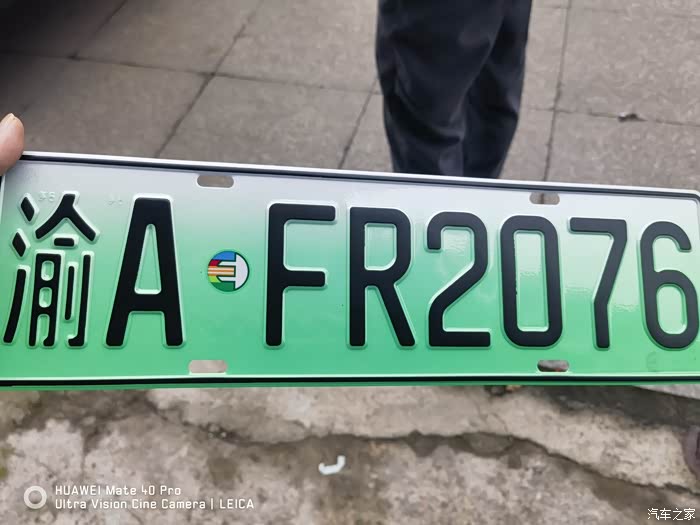 渝A·FR2076
HUAWEI Mate 40 Pro
Ultra Vision Cine Camera | LEICA
汽车之家